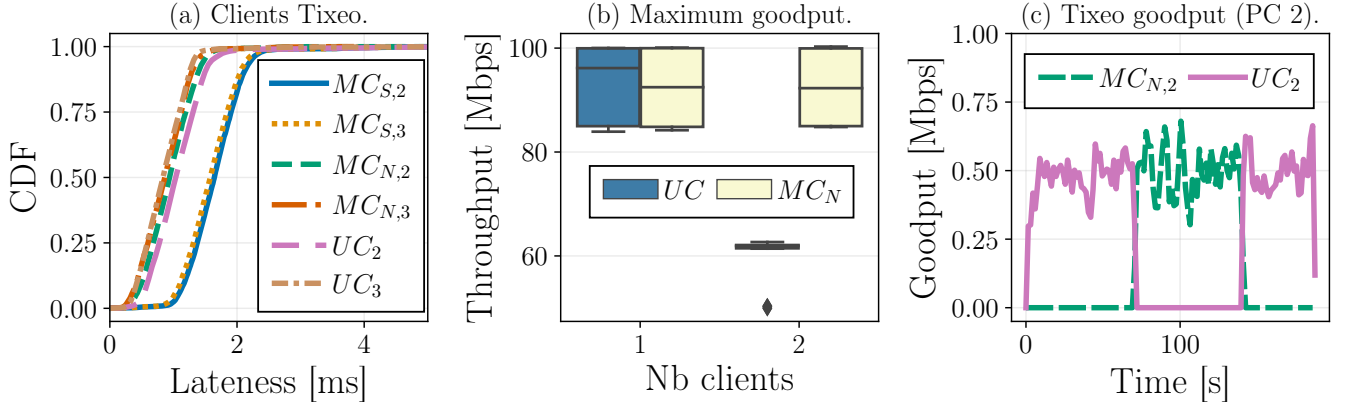 (a) Clients Tixeo.
CDF
1.00
0.75
0.50
0.25
0.00
MC_{S,2}
MC_{S,3}
MC_{N,2}
MC_{N,3}
UC_2
UC_3
0 2 4
Lateness [ms]
(b) Maximum goodput.
Throughput [Mbps]
100
80
60
UC MC_N
1 2
Nb clients
(c) Tixeo goodput (PC 2).
Goodput [Mbps]
1.00
0.75
0.50
0.25
0.00
MC_{N,2} UC_2
0 100
Time [s]